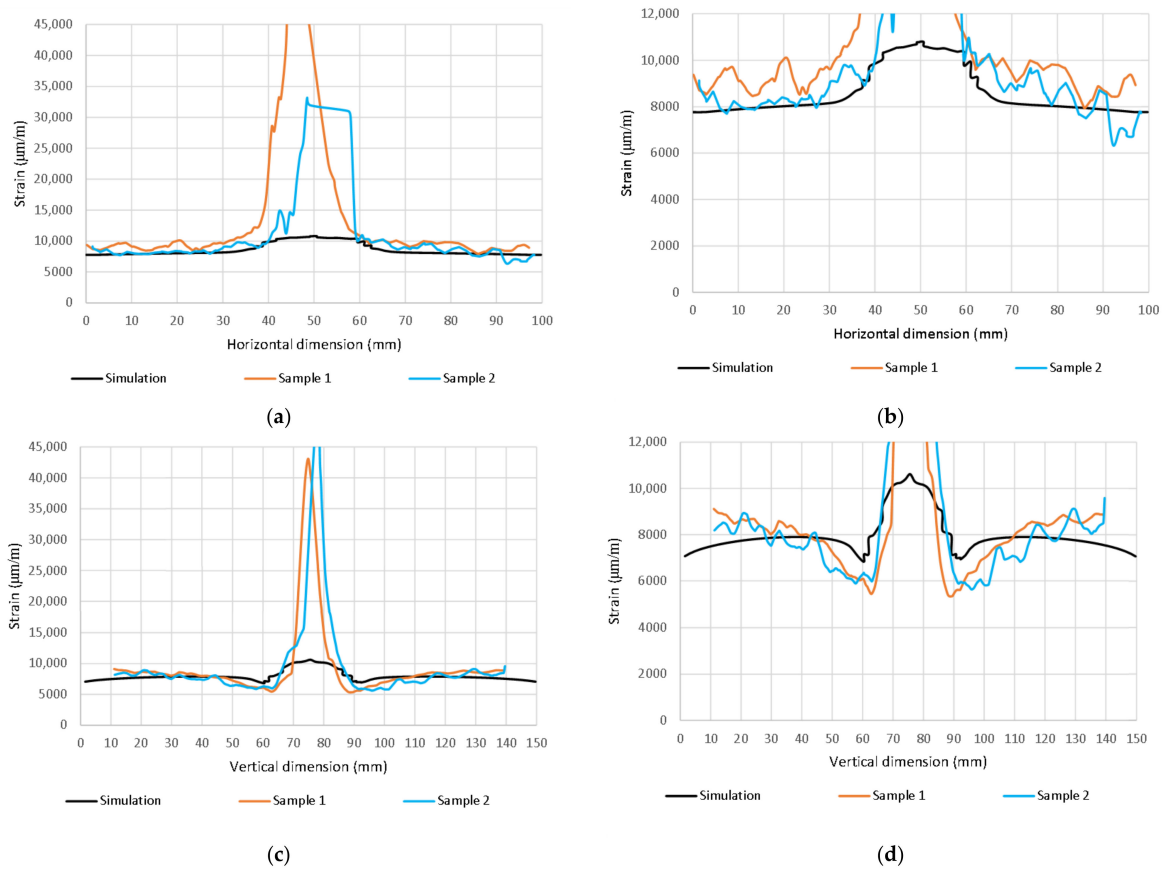 45,000
40,000
35,000
30,000
25,000
20,000
15,000
10,000
5000
0
Strain (μm/m)
0 10 20 30 40 50 60 70 80 90 100
Horizontal dimension (mm)
Simulation Sample 1 Sample 2
(a)
12,000
10,000
8000
6000
4000
2000
0
Strain (μm/m)
0 10 20 30 40 50 60 70 80 90 100
Horizontal dimension (mm)
Simulation Sample 1 Sample 2
(b)
45,000
40,000
35,000
30,000
25,000
20,000
15,000
10,000
5000
0
Strain (μm/m)
0 10 20 30 40 50 60 70 80 90 100 110 120 130 140 150
Vertical dimension (mm)
Simulation Sample 1 Sample 2
(c)
12,000
10,000
8000
6000
4000
2000
0
Strain (μm/m)
0 10 20 30 40 50 60 70 80 90 100 110 120 130 140 150
Vertical dimension (mm)
Simulation Sample 1 Sample 2
(d)